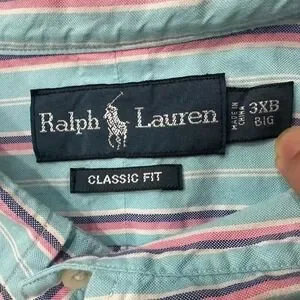 Ralph Lauren
CLASSIC FIT
MADE IN
CHINA
3XB
BIG